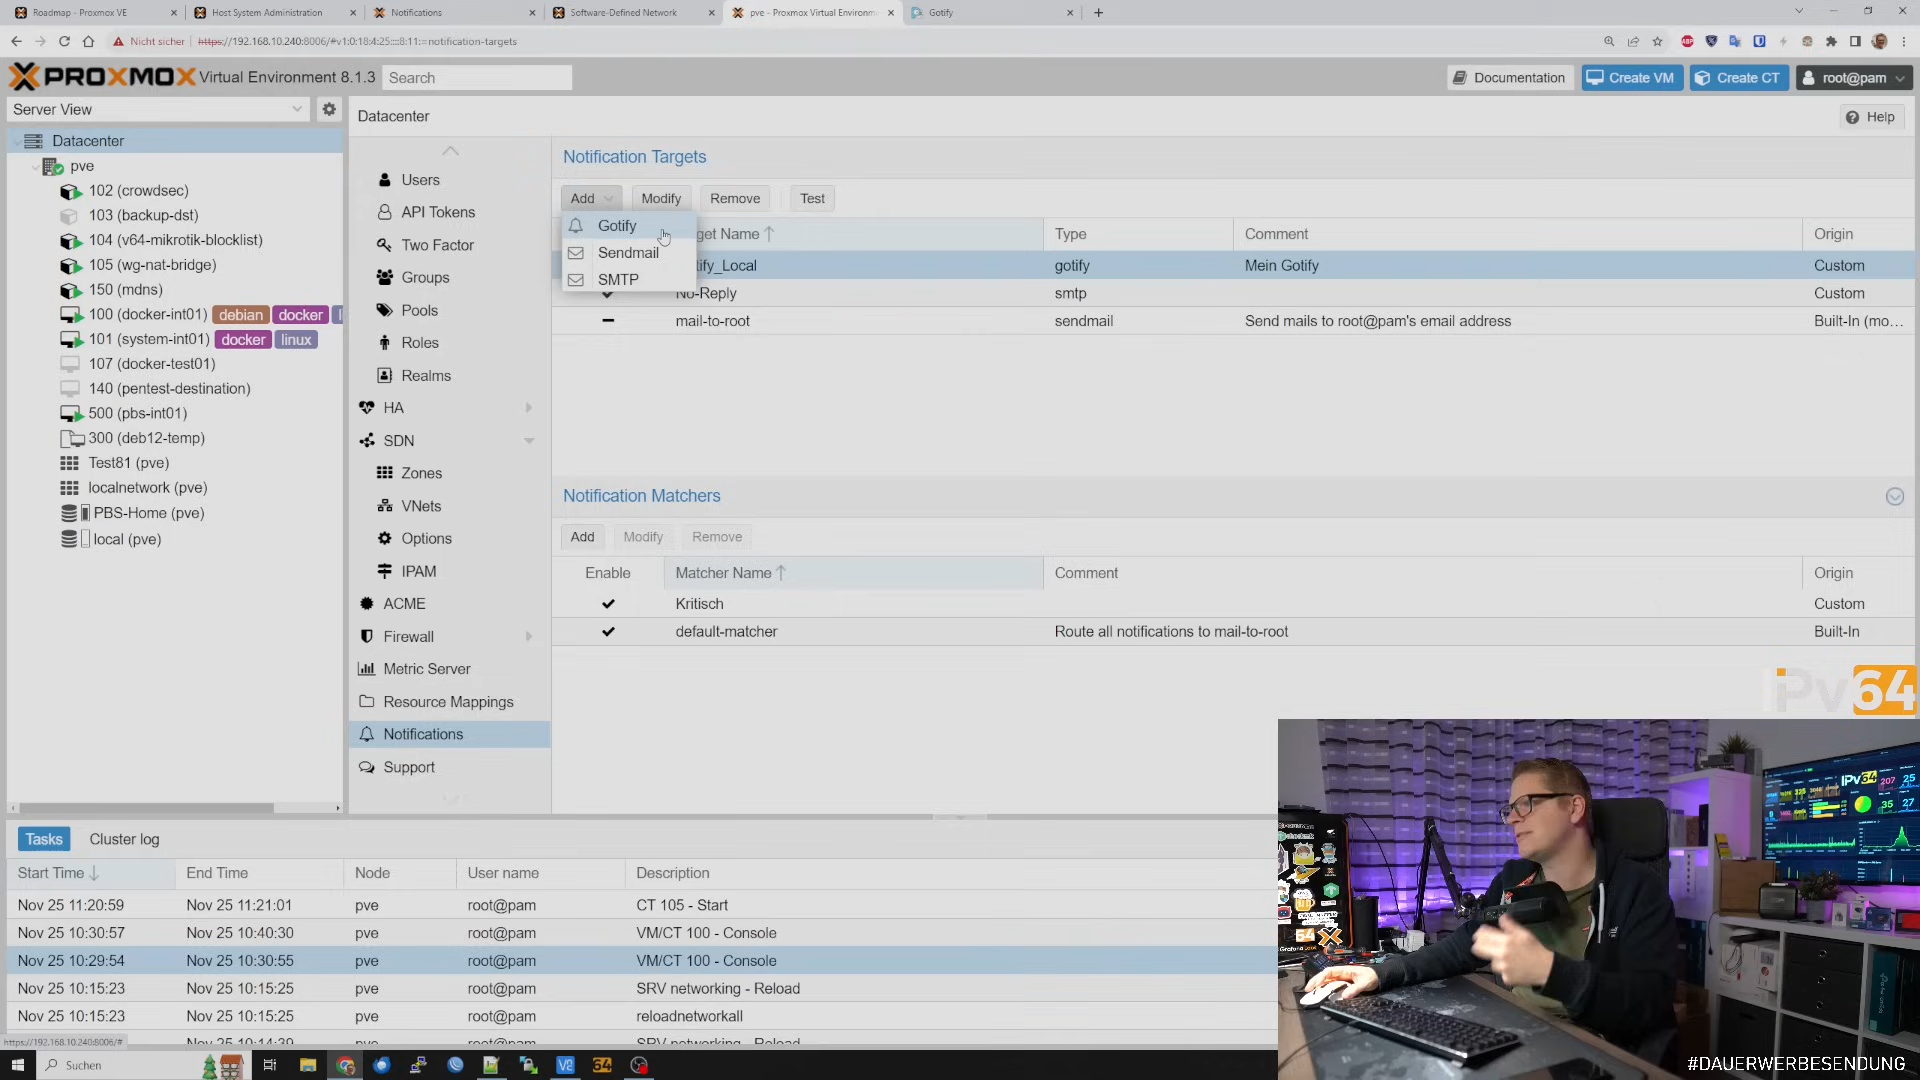 Roadmap - Proxmox VE
Host System Administration
Notifications
Software-Defined Network
pve - Proxmox Virtual Environme
Gotify
Nicht sicher
https://192.168.10.240:8006/#v1:0:18:4:25::::8:11:=notification-targets
PROXMOX Virtual Environment 8.1.3
Search
Documentation
Create VM
Create CT
root@pam
Server View
Datacenter
Help
Datacenter
pve
102 (crowdsec)
103 (backup-dst)
104 (v64-mikrotik-blocklist)
105 (wg-nat-bridge)
150 (mdns)
100 (docker-int01) debian docker
101 (system-int01) docker linux
107 (docker-test01)
140 (pentest-destination)
500 (pbs-int01)
300 (deb12-temp)
Test81 (pve)
localnetwork (pve)
PBS-Home (pve)
local (pve)
Users
API Tokens
Two Factor
Groups
Pools
Roles
Realms
HA
SDN
Zones
VNets
Options
IPAM
ACME
Firewall
Metric Server
Resource Mappings
Notifications
Support
Notification Targets
Add Modify Remove Test
Gotify
Sendmail
SMTP
get Name Type Comment Origin
tify_Local gotify Mein Gotify Custom
No-Reply smtp Custom
mail-to-root sendmail Send mails to root@pam's email address Built-In (mo...
Notification Matchers
Add Modify Remove
Enable Matcher Name Comment Origin
Kritisch Custom
default-matcher Route all notifications to mail-to-root Built-In
IPv64
Tasks Cluster log
Start Time End Time Node User name Description
Nov 25 11:20:59 Nov 25 11:21:01 pve root@pam CT 105 - Start
Nov 25 10:30:57 Nov 25 10:40:30 pve root@pam VM/CT 100 - Console
Nov 25 10:29:54 Nov 25 10:30:55 pve root@pam VM/CT 100 - Console
Nov 25 10:15:23 Nov 25 10:15:25 pve root@pam SRV networking - Reload
Nov 25 10:15:23 Nov 25 10:15:25 pve root@pam reloadnetworkall
Nov 25 10:14:39 pve root@pam SRV networking - Reload
https://192.168.10.240:8006/#
IPv64
207
25
35
27
64
Suchen
V2
64
#DAUERWERBESENDUNG